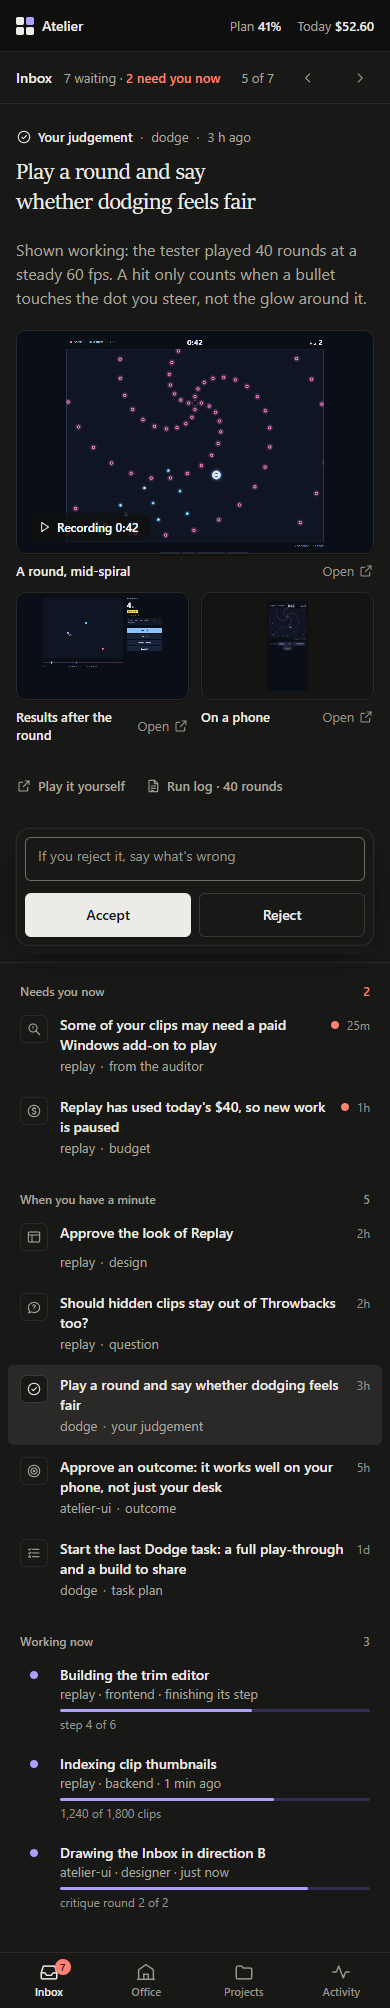 Atelier
Plan 41% Today $52.60
Inbox 7 waiting · 2 need you now 5 of 7
Your judgement · dodge · 3 h ago
Play a round and say
whether dodging feels fair
Shown working: the tester played 40 rounds at a
steady 60 fps. A hit only counts when a bullet
touches the dot you steer, not the glow around it.
0:42
2
Recording 0:42
A round, mid-spiral
Open
Results after the
round
Open
On a phone
Open
Play it yourself
Run log · 40 rounds
If you reject it, say what's wrong
Accept
Reject
Needs you now 2
Some of your clips may need a paid
Windows add-on to play
25m
replay · from the auditor
Replay has used today's $40, so new work
is paused
1h
replay · budget
When you have a minute 5
Approve the look of Replay 2h
replay · design
Should hidden clips stay out of Throwbacks
too?
2h
replay · question
Play a round and say whether dodging feels
fair
3h
dodge · your judgement
Approve an outcome: it works well on your
phone, not just your desk
5h
atelier-ui · outcome
Start the last Dodge task: a full play-through
and a build to share
1d
dodge · task plan
Working now 3
Building the trim editor
replay · frontend · finishing its step
step 4 of 6
Indexing clip thumbnails
replay · backend · 1 min ago
1,240 of 1,800 clips
Drawing the Inbox in direction B
atelier-ui · designer · just now
critique round 2 of 2
7
Inbox
Office
Projects
Activity